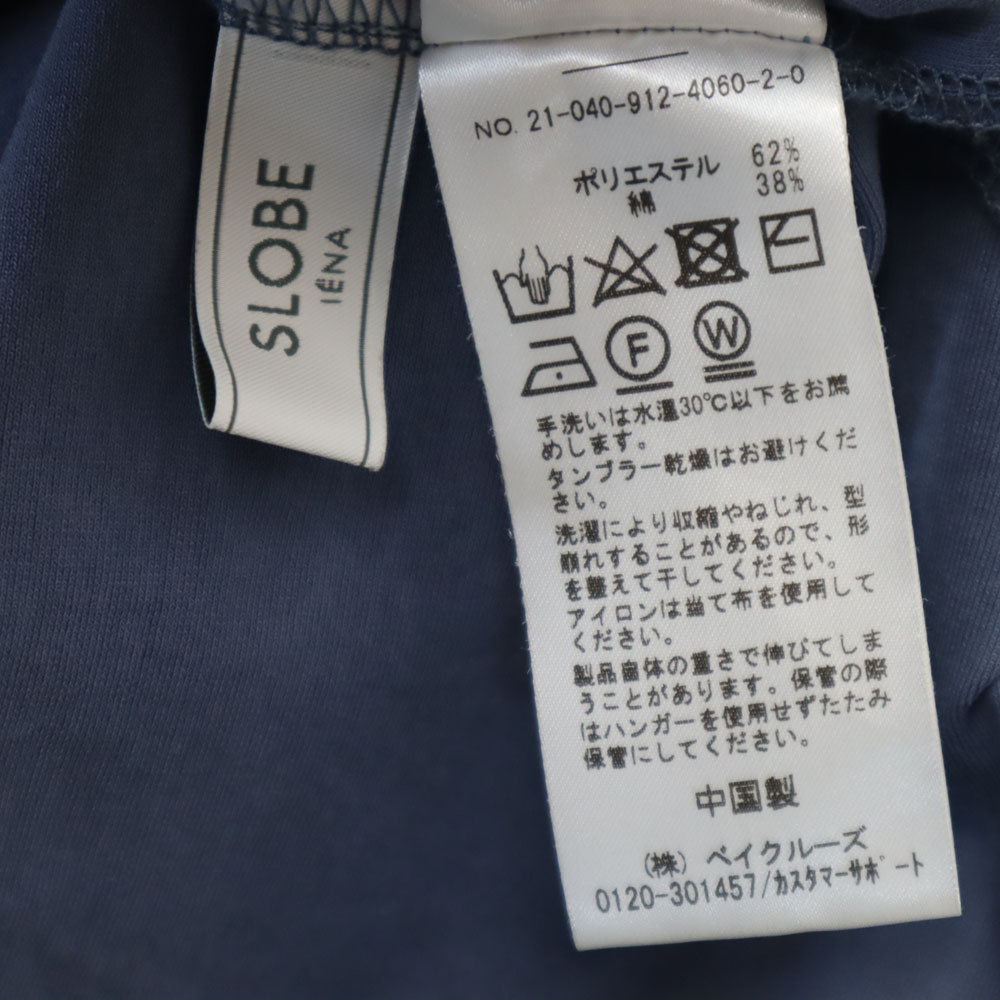 SLOBE
IÉNA
NO. 21-040-912-4060-2-0
ポリエステル 62%
綿 38%
F W
手洗いは水温30℃以下をお薦
めします。
タンブラー乾燥はお避けくだ
さい。
洗濯により収縮やねじれ、型
崩れすることがあるので、形
を整えて干してください。
アイロンは当て布を使用して
ください。
製品自体の重さで伸びてしま
うことがあります。保管の際
はハンガーを使用せずたたみ
保管にしてください。
中国製
(株) ベイクルーズ
0120-301457/カスタマーサポート